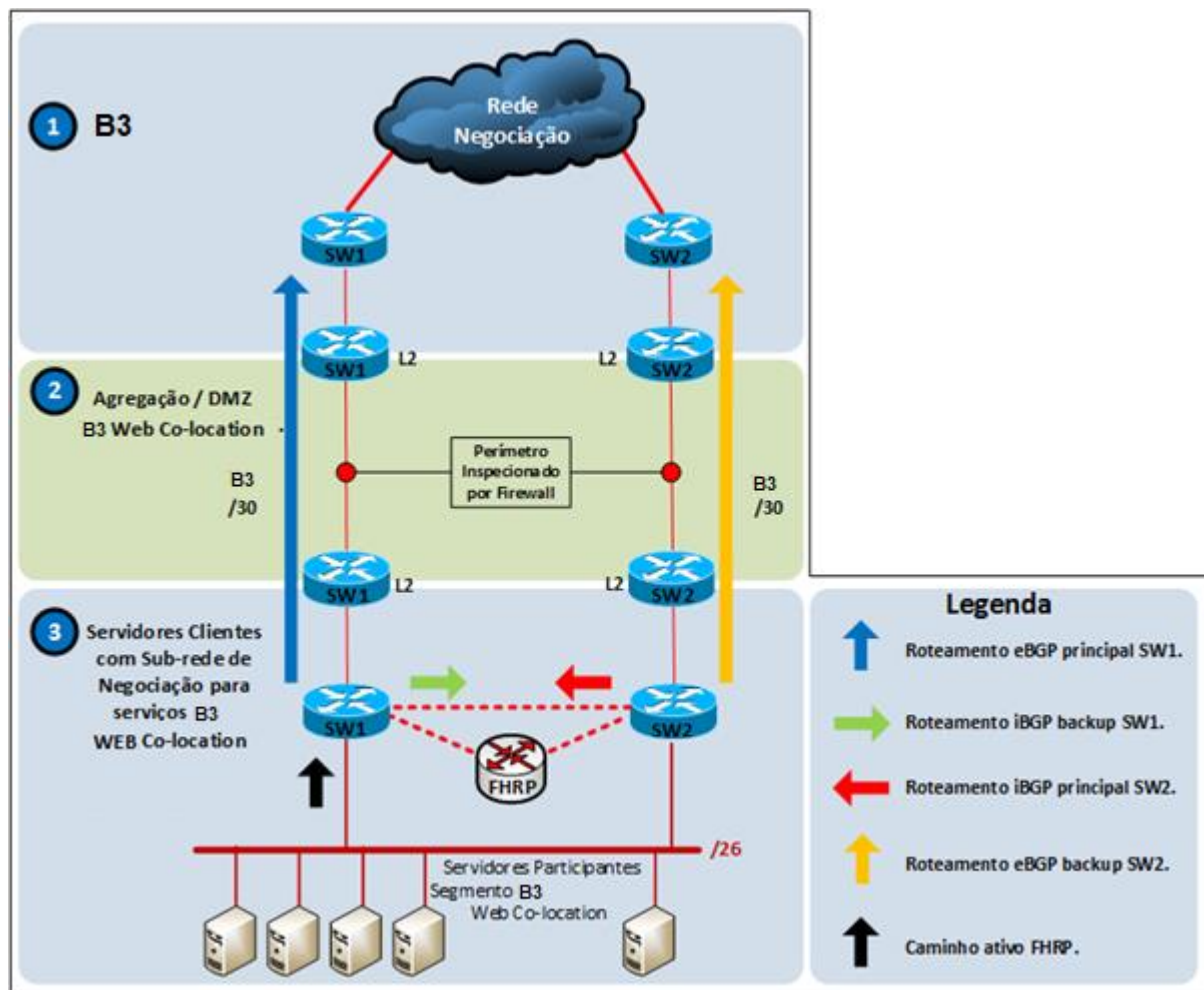 Rede
Negociação
1
B3
SW1
SW2
SW1
L2
L2
SW2
2
Agregação / DMZ
B3 Web Co-location
B3
/30
Perímetro
Inspecionado
por Firewall
B3
/30
SW1
L2
L2
SW2
3
Servidores Clientes
com Sub-rede de
Negociação para
serviços B3
WEB Co-location
SW1
SW2
FHRP
/26
Servidores Participantes
Segmento B3
Web Co-location
Legenda
Roteamento eBGP principal SW1.
Roteamento iBGP backup SW1.
Roteamento iBGP principal SW2.
Roteamento eBGP backup SW2.
Caminho ativo FHRP.